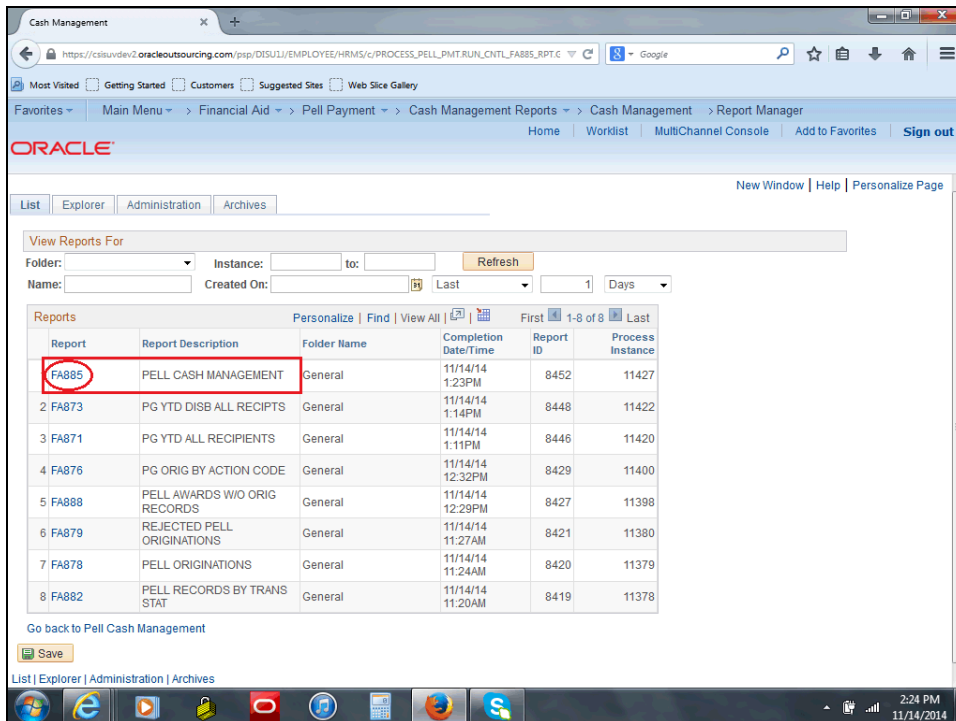 Cash Management
https://csisuvdev2.oracleoutsourcing.com/psp/DISU1J/EMPLOYEE/HRMS/c/PROCESS_PELL_PMT.RUN_CNTL_FA885_RPT.G
Google
Most Visited Getting Started Customers Suggested Sites Web Slice Gallery
Favorites Main Menu > Financial Aid > Pell Payment > Cash Management Reports > Cash Management > Report Manager
Home Worklist MultiChannel Console Add to Favorites Sign out
ORACLE
New Window | Help | Personalize Page
List Explorer Administration Archives
View Reports For
Folder: Instance: to: Refresh
Name: Created On: Last 1 Days
Reports Personalize | Find | View All | | First 1-8 of 8 Last
Report Report Description Folder Name Completion Date/Time Report ID Process Instance
1 FA885 PELL CASH MANAGEMENT General 11/14/14 1:23PM 8452 11427
2 FA873 PG YTD DISB ALL RECIPTS General 11/14/14 1:14PM 8448 11422
3 FA871 PG YTD ALL RECIPIENTS General 11/14/14 1:11PM 8446 11420
4 FA876 PG ORIG BY ACTION CODE General 11/14/14 12:32PM 8429 11400
5 FA888 PELL AWARDS W/O ORIG RECORDS General 11/14/14 12:29PM 8427 11398
6 FA879 REJECTED PELL ORIGINATIONS General 11/14/14 11:27AM 8421 11380
7 FA878 PELL ORIGINATIONS General 11/14/14 11:24AM 8420 11379
8 FA882 PELL RECORDS BY TRANS STAT General 11/14/14 11:20AM 8419 11378
Go back to Pell Cash Management
Save
List | Explorer | Administration | Archives
2:24 PM
11/14/2014